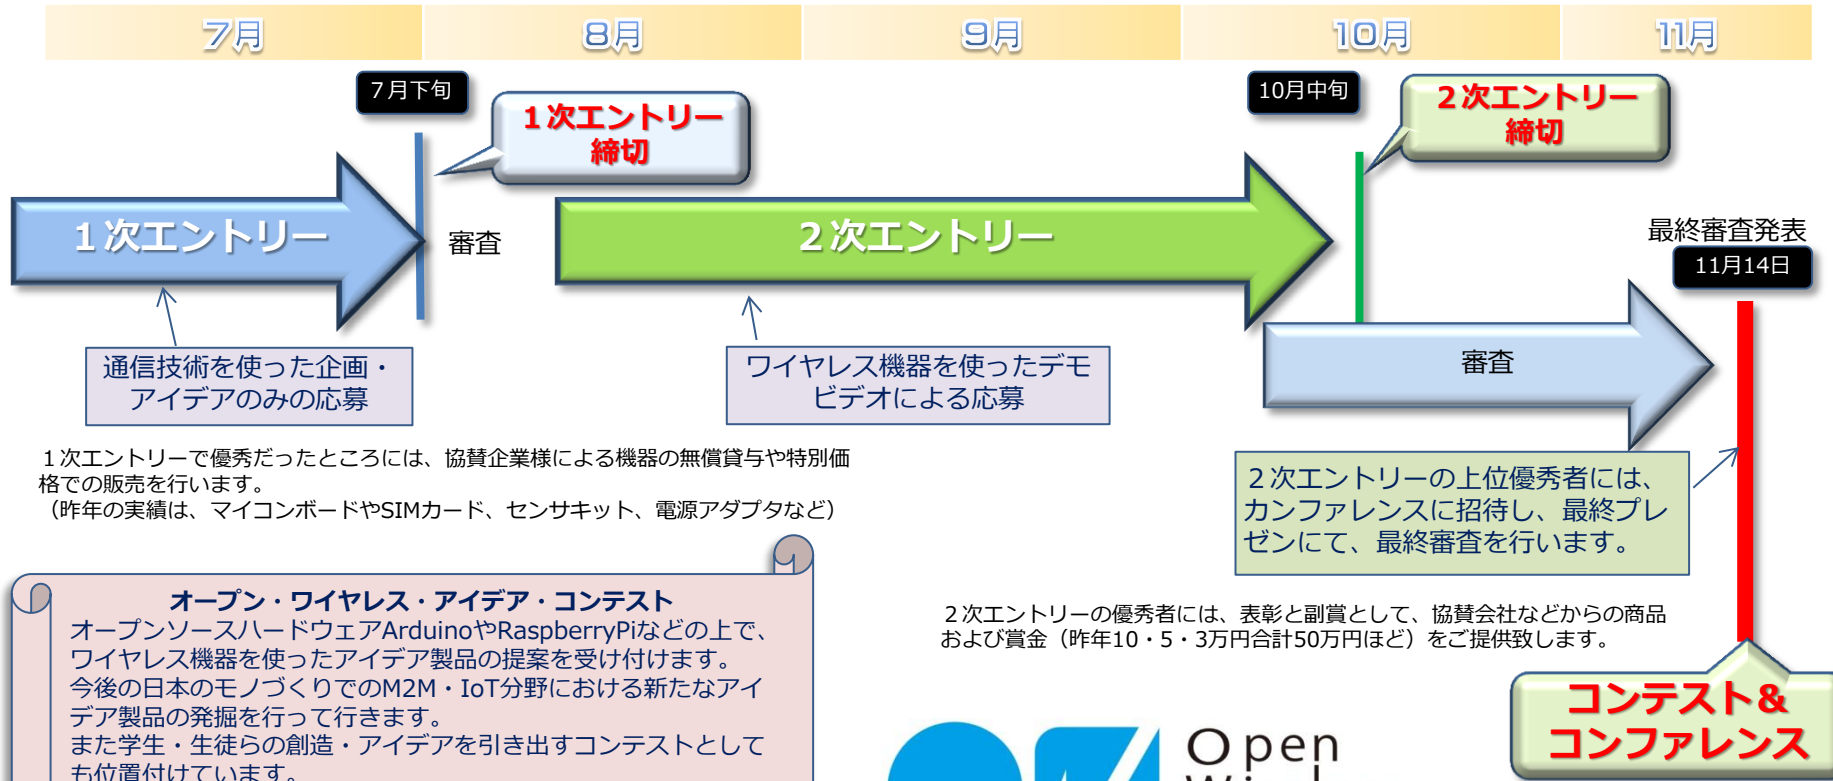 7月
8月
9月
10月
11月
７月下旬
１次エントリー
締切
10月中旬
２次エントリー
締切
１次エントリー
審査
２次エントリー
最終審査発表
11月14日
審査
通信技術を使った企画・
アイデアのみの応募
ワイヤレス機器を使ったデモ
ビデオによる応募
１次エントリーで優秀だったところには、協賛企業様による機器の無償貸与や特別価
格での販売を行います。
（昨年の実績は、マイコンボードやSIMカード、センサキット、電源アダプタなど）
２次エントリーの上位優秀者には、
カンファレンスに招待し、最終プレ
ゼンにて、最終審査を行います。
オープン・ワイヤレス・アイデア・コンテスト
オープンソースハードウェアArduinoやRaspberryPiなどの上で、
ワイヤレス機器を使ったアイデア製品の提案を受け付けます。
今後の日本のモノづくりでのM2M・IoT分野における新たなアイ
デア製品の発掘を行って行きます。
また学生・生徒らの創造・アイデアを引き出すコンテストとして
も位置付けています。
２次エントリーの優秀者には、表彰と副賞として、協賛会社などからの商品
および賞金（昨年10・5・3万円合計50万円ほど）をご提供致します。
コンテスト&
コンファレンス
Open